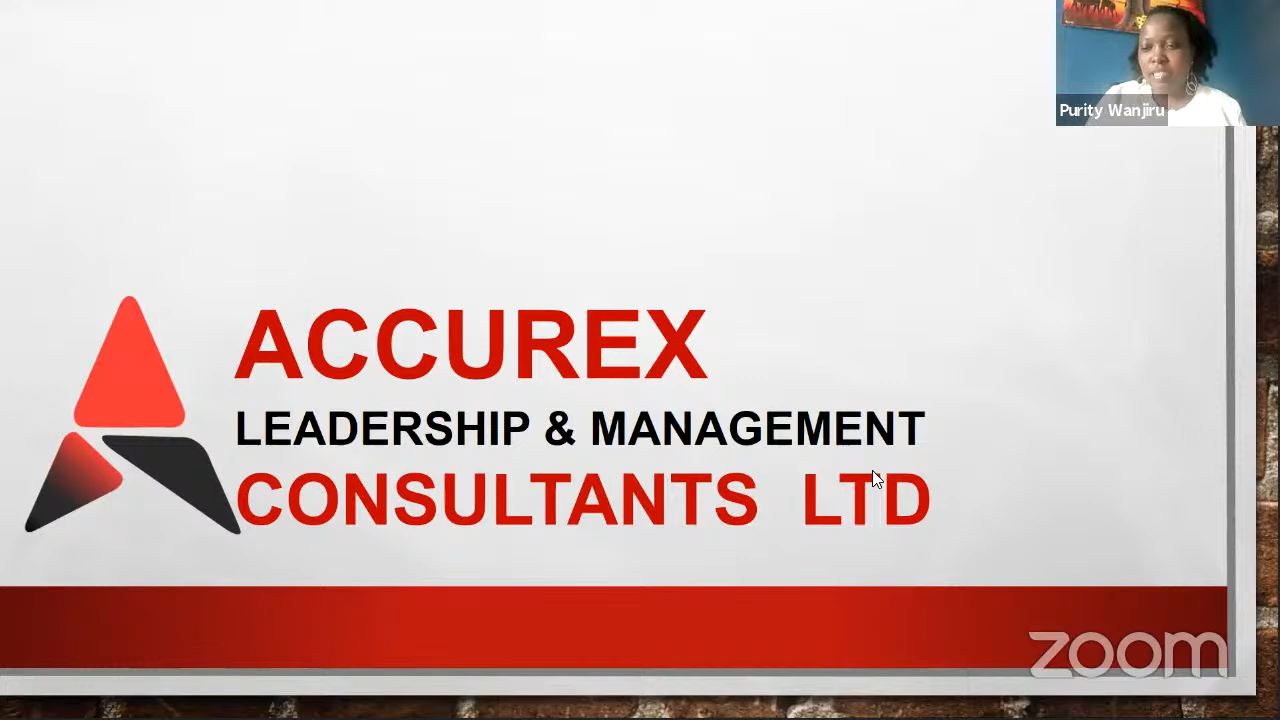 Purity Wanjiru
ACCUREX
LEADERSHIP & MANAGEMENT
CONSULTANTS LTD
zoom